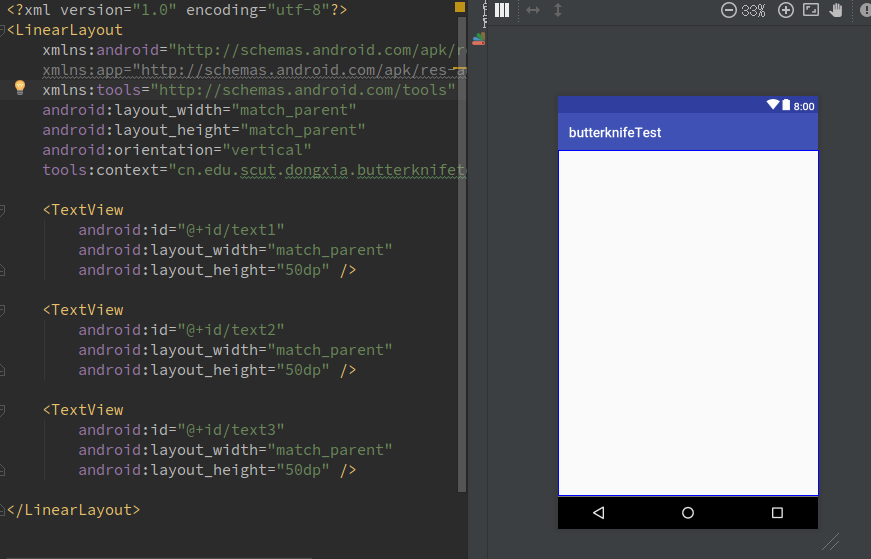 <?xml version="1.0" encoding="utf-8"?>
<LinearLayout
xmlns:android="http://schemas.android.com/apk/re
xmlns:app="http://schemas.android.com/apk/res-a
xmlns:tools="http://schemas.android.com/tools"
android:layout_width="match_parent"
android:layout_height="match_parent"
android:orientation="vertical"
tools:context="cn.edu.scut.dongxia.butterknifete
<TextView
android:id="@+id/text1"
android:layout_width="match_parent"
android:layout_height="50dp" />
<TextView
android:id="@+id/text2"
android:layout_width="match_parent"
android:layout_height="50dp" />
<TextView
android:id="@+id/text3"
android:layout_width="match_parent"
android:layout_height="50dp" />
</LinearLayout>
33%
8:00
butterknifeTest